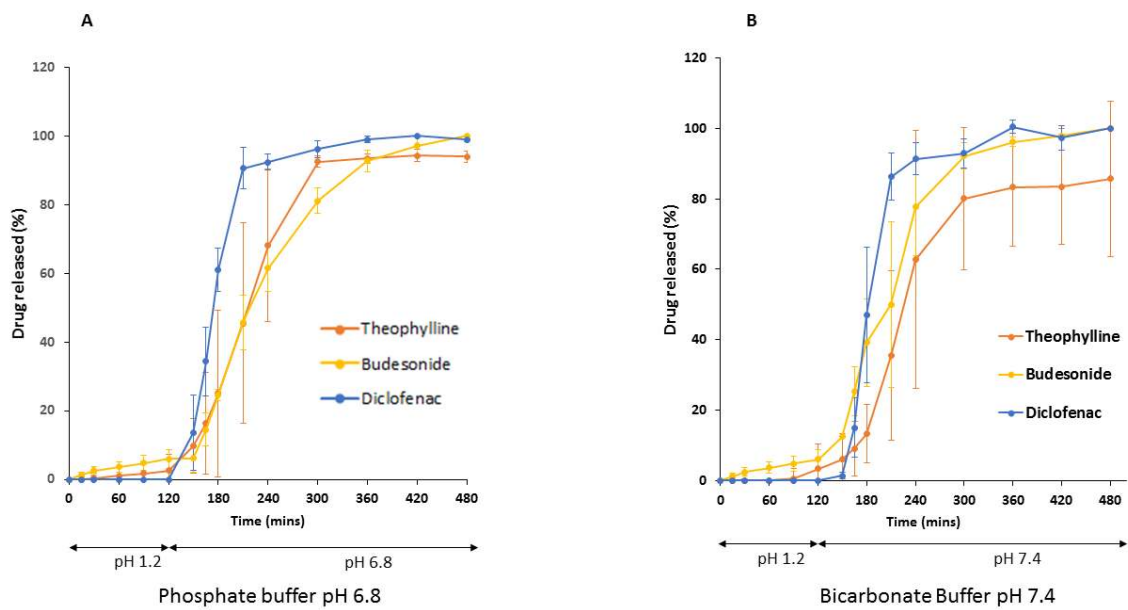 A
120
100
80
60
40
20
0
Drug released (%)
Theophylline
Budesonide
Diclofenac
0 60 120 180 240 300 360 420 480
Time (mins)
pH 1.2 pH 6.8
Phosphate buffer pH 6.8
B
120
100
80
60
40
20
0
Drug released (%)
Theophylline
Budesonide
Diclofenac
0 60 120 180 240 300 360 420 480
Time (mins)
pH 1.2 pH 7.4
Bicarbonate Buffer pH 7.4